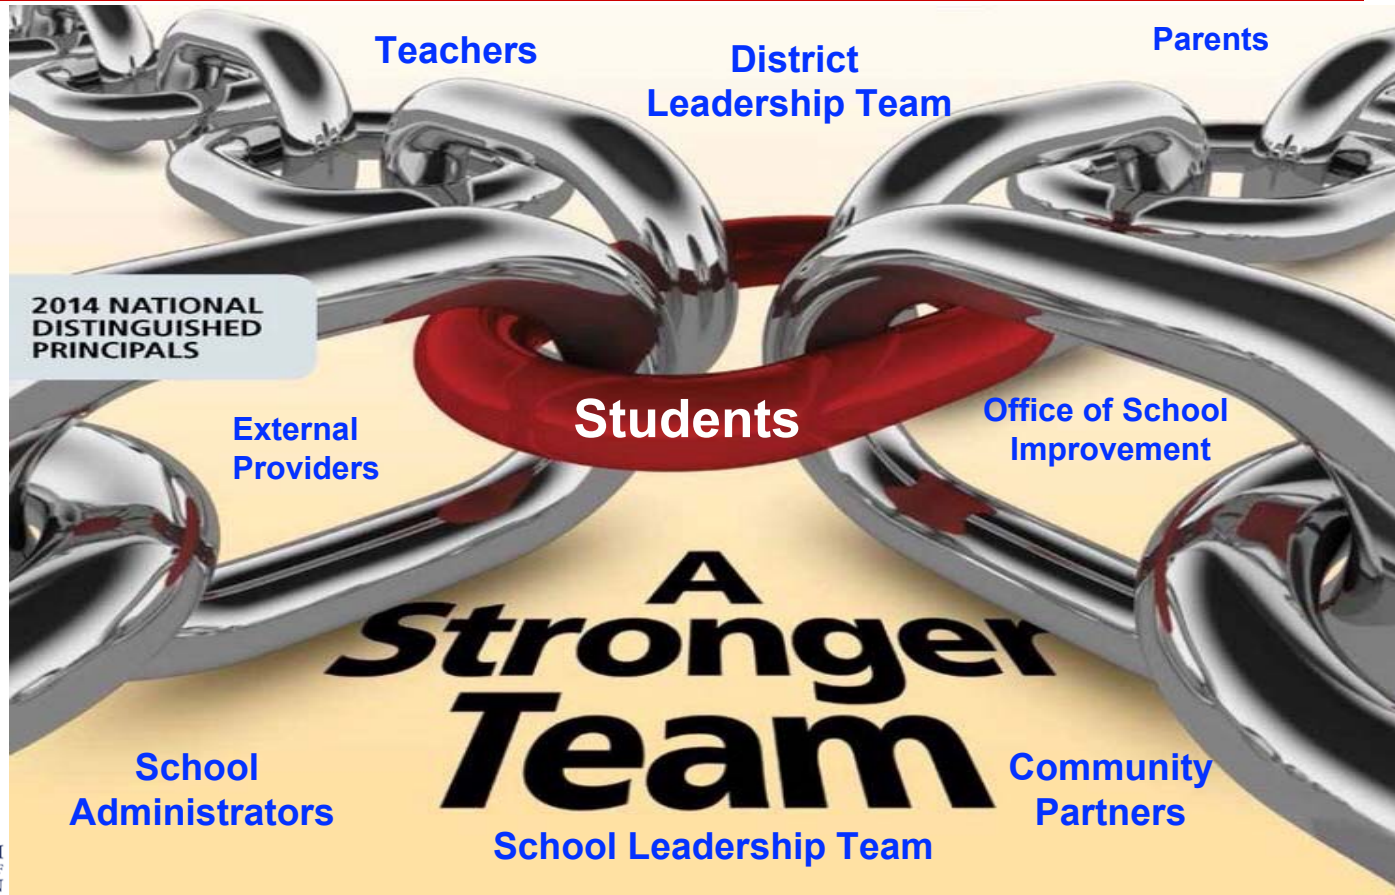 Teachers
District
Leadership Team
Parents
2014 NATIONAL
DISTINGUISHED
PRINCIPALS
External
Providers
Students
Office of School
Improvement
A
Stronger
Team
School
Administrators
Community
Partners
School Leadership Team